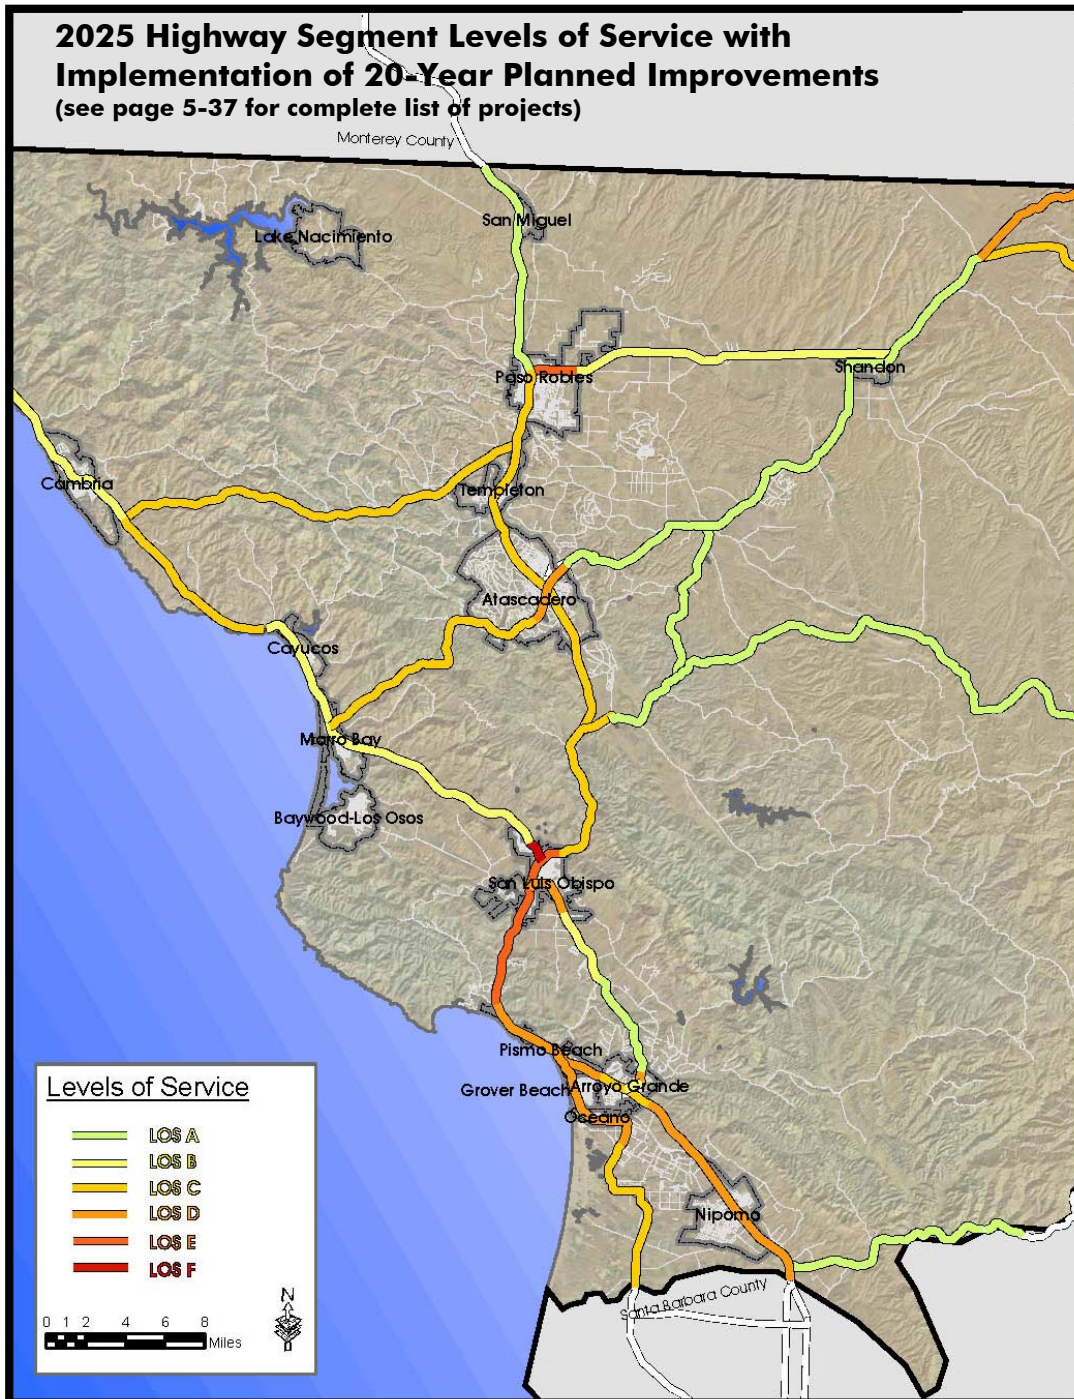 2025 Highway Segment Levels of Service with
Implementation of 20-Year Planned Improvements
(see page 5-37 for complete list of projects)
Monterey County
San Miguel
Lake Nacimiento
Shandon
Paso Robles
Cambria
Templeton
Atascadero
Cayucos
Morro Bay
Baywood-Los Osos
San Luis Obispo
Pismo Beach
Grover Beach
Arroyo Grande
Oceano
Nipomo
Santa Barbara County
Levels of Service
LOS A
LOS B
LOS C
LOS D
LOS E
LOS F
N
0 1 2 4 6 8
Miles